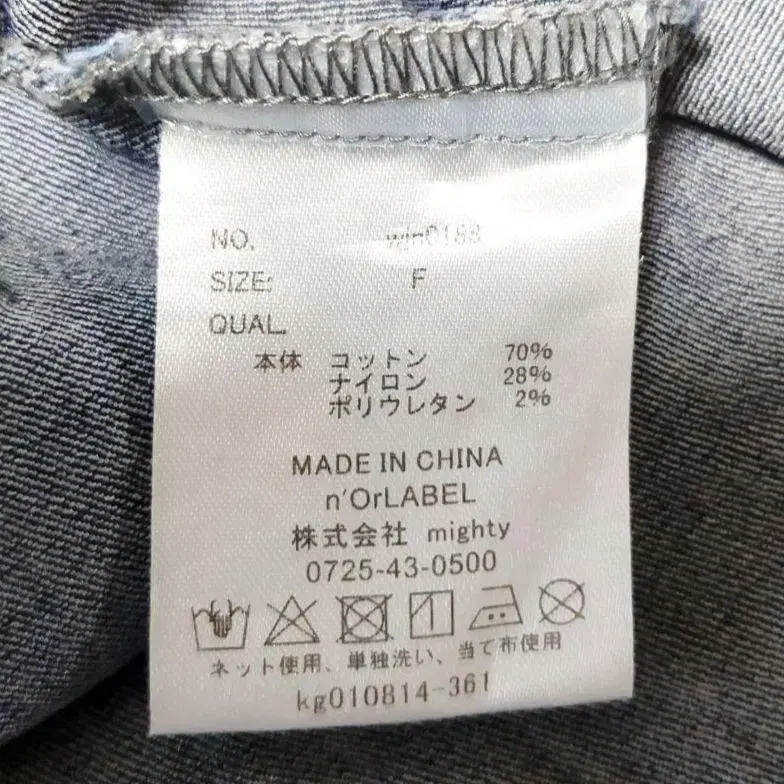 NO. win0188
SIZE: F
QUAL.
本体 コットン 70%
ナイロン 28%
ポリウレタン 2%
MADE IN CHINA
n'OrLABEL
株式会社 mighty
0725-43-0500
ネット使用、単独洗い、当て布使用
kg010814-361